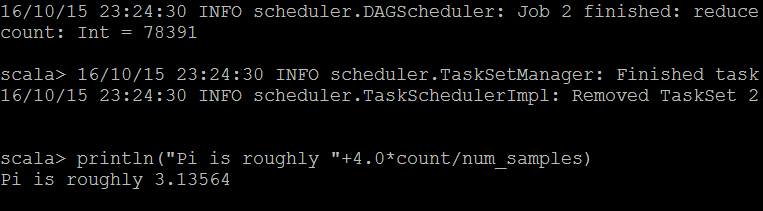 16/10/15 23:24:30 INFO scheduler.DAGScheduler: Job 2 finished: reduce
count: Int = 78391
scala> 16/10/15 23:24:30 INFO scheduler.TaskSetManager: Finished task
16/10/15 23:24:30 INFO scheduler.TaskSchedulerImpl: Removed TaskSet 2
scala> println("Pi is roughly "+4.0*count/num_samples)
Pi is roughly 3.13564